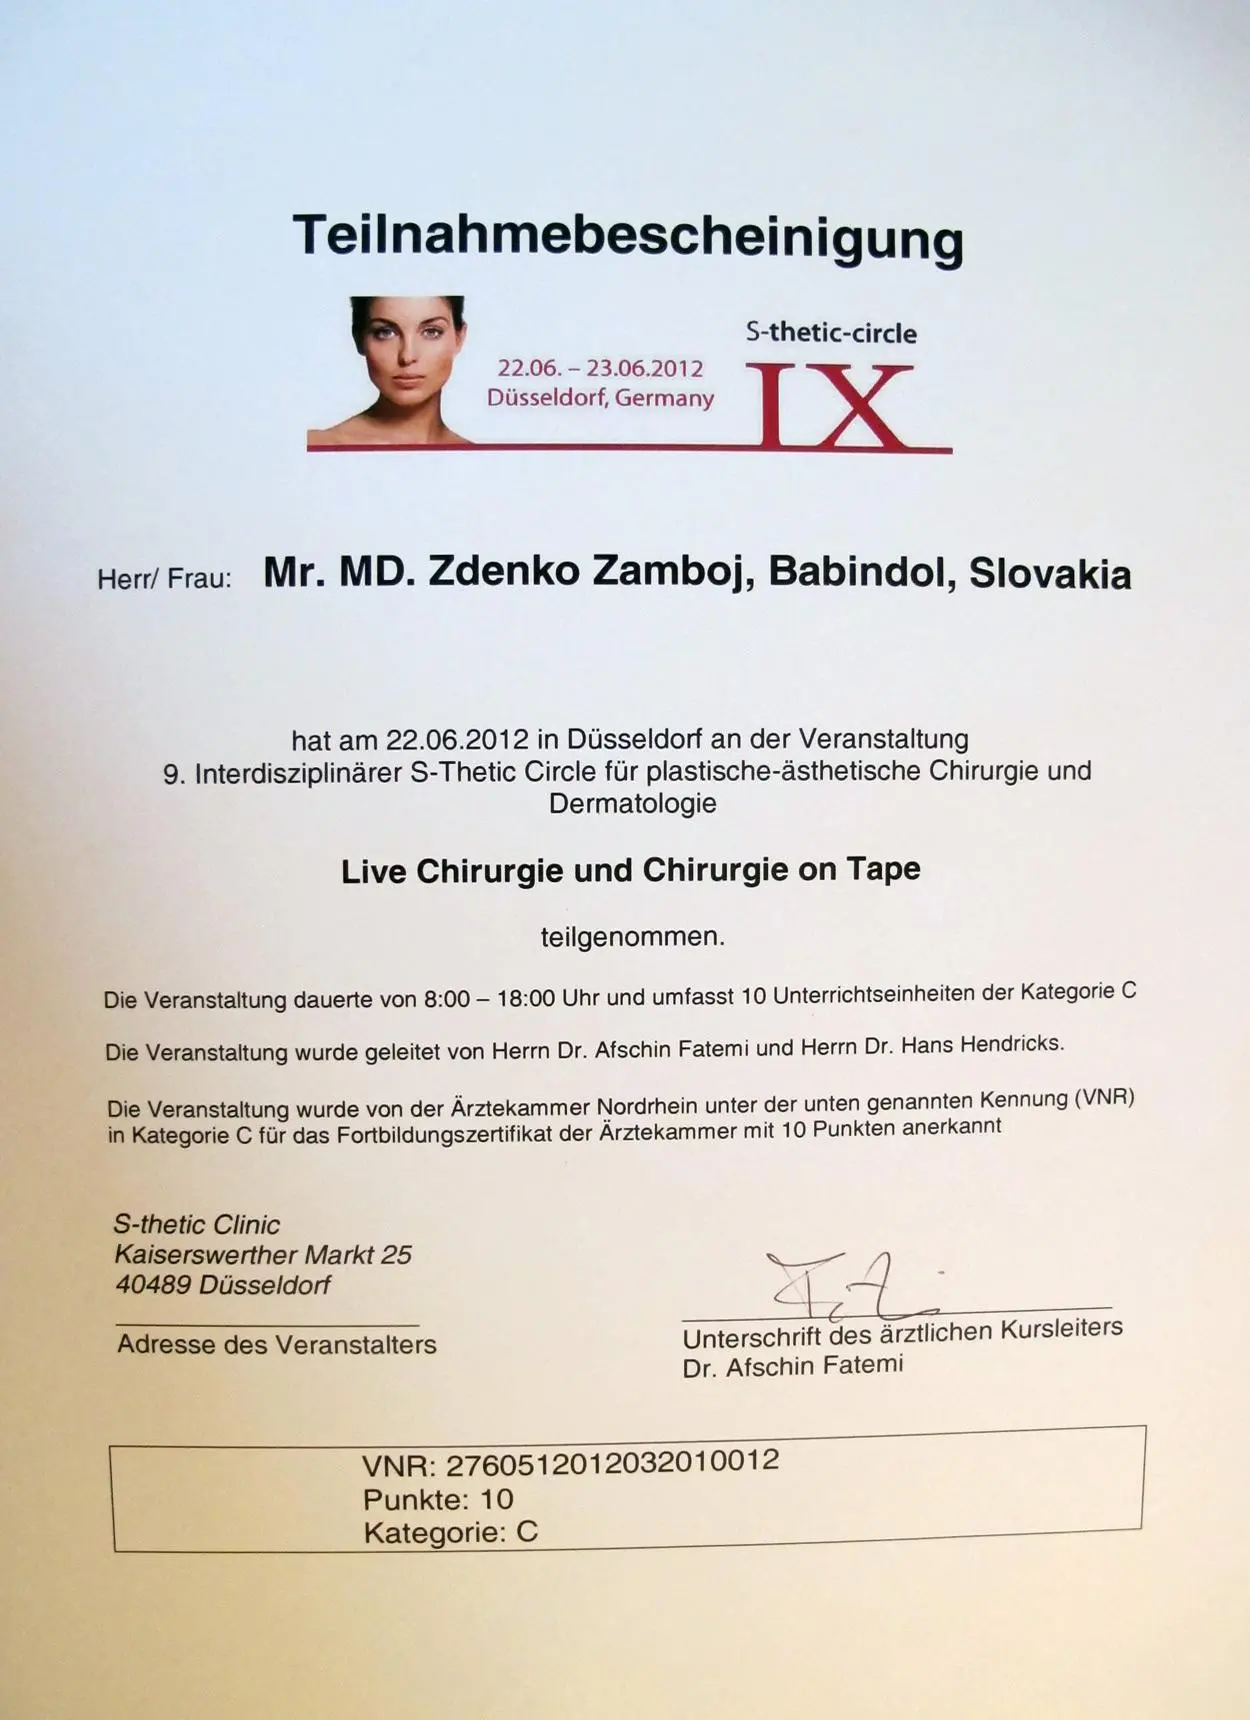 Teilnahmebescheinigung
S-thetic-circle
22.06. – 23.06.2012
Düsseldorf, Germany
IX
Herr/ Frau: Mr. MD. Zdenko Zamboj, Babindol, Slovakia
hat am 22.06.2012 in Düsseldorf an der Veranstaltung
9. Interdisziplinärer S-Thetic Circle für plastische-ästhetische Chirurgie und
Dermatologie
Live Chirurgie und Chirurgie on Tape
teilgenommen.
Die Veranstaltung dauerte von 8:00 – 18:00 Uhr und umfasst 10 Unterrichtseinheiten der Kategorie C
Die Veranstaltung wurde geleitet von Herrn Dr. Afschin Fatemi und Herrn Dr. Hans Hendricks.
Die Veranstaltung wurde von der Ärztekammer Nordrhein unter der unten genannten Kennung (VNR)
in Kategorie C für das Fortbildungszertifikat der Ärztekammer mit 10 Punkten anerkannt
S-thetic Clinic
Kaiserswerther Markt 25
40489 Düsseldorf
Adresse des Veranstalters
Unterschrift des ärztlichen Kursleiters
Dr. Afschin Fatemi
VNR: 2760512012032010012
Punkte: 10
Kategorie: C